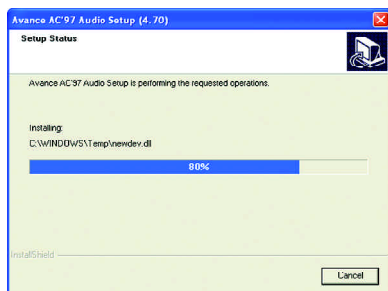 Avance AC'97 Audio Setup (4.70)
Setup Status
Avance AC'97 Audio Setup is performing the requested operations.
Installing:
C:\WINDOWS\Temp\newdev.dll
80%
InstallShield
Cancel